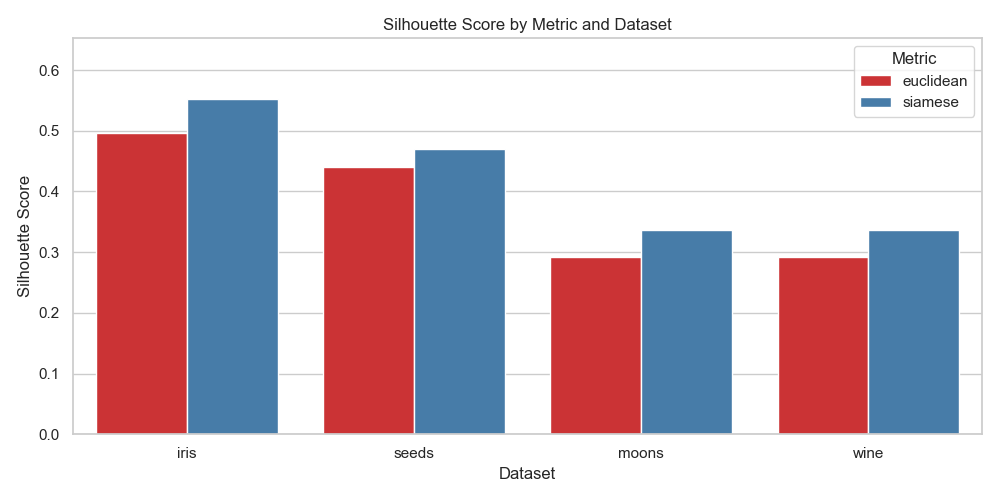 Silhouette Score by Metric and Dataset
Metric
euclidean
siamese
Silhouette Score
0.6
0.5
0.4
0.3
0.2
0.1
0.0
iris seeds moons wine
Dataset